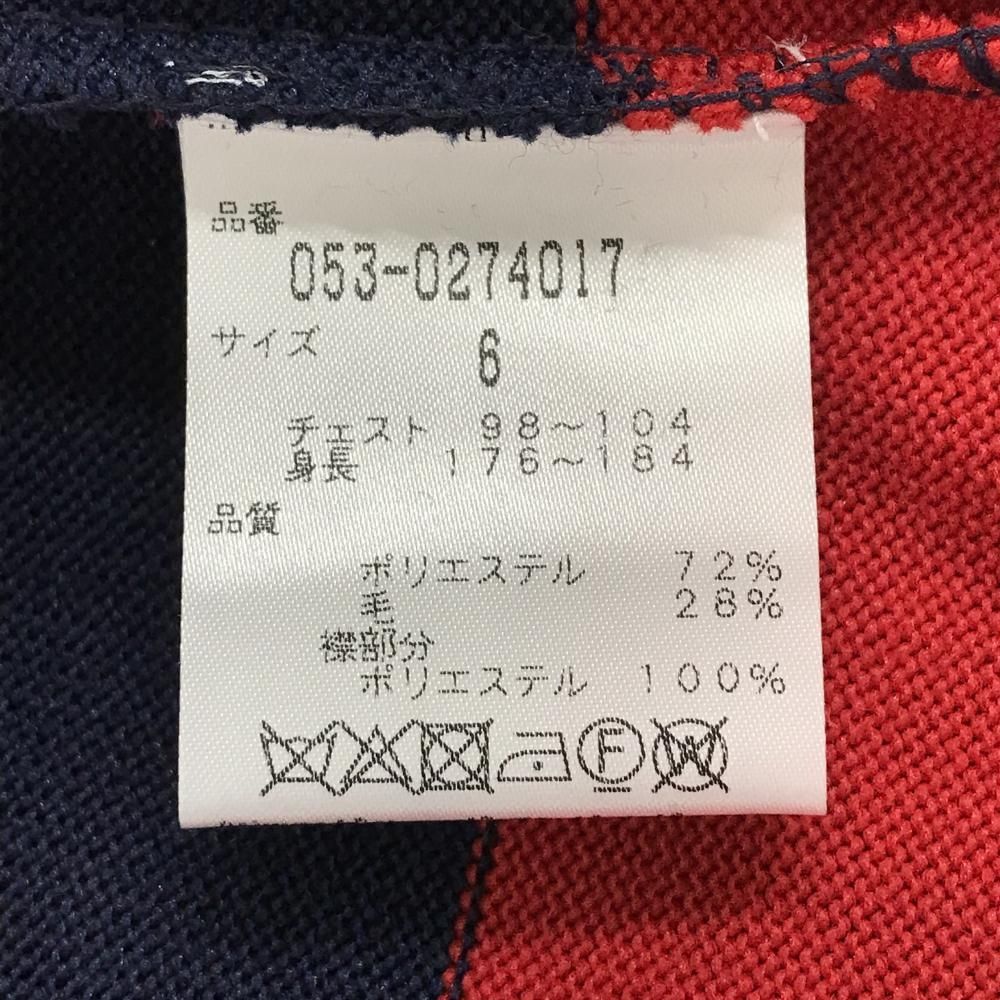 品番
053-0274017
サイズ 6
チェスト 98～104
身長 176～184
品質
ポリエステル 72%
毛 28%
襟部分
ポリエステル 100%
F W